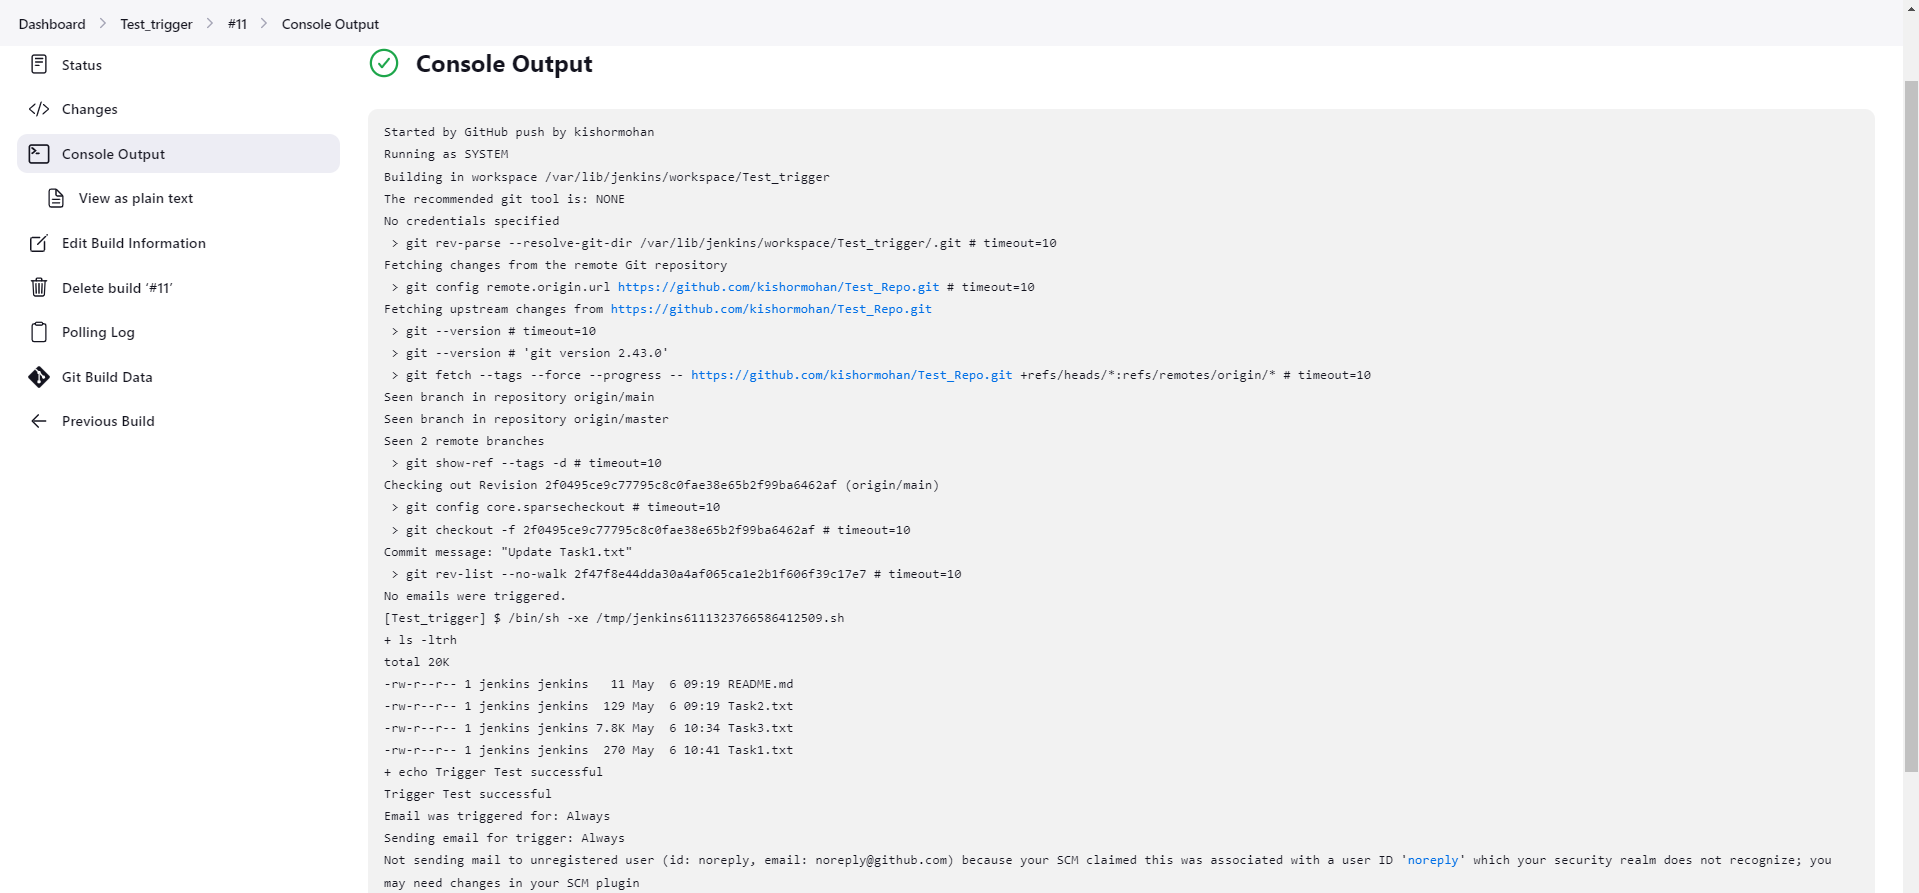 Dashboard > Test_trigger > #11 > Console Output
Status
Changes
Console Output
View as plain text
Edit Build Information
Delete build ‘#11’
Polling Log
Git Build Data
Previous Build
Console Output
Started by GitHub push by kishormohan
Running as SYSTEM
Building in workspace /var/lib/jenkins/workspace/Test_trigger
The recommended git tool is: NONE
No credentials specified
 > git rev-parse --resolve-git-dir /var/lib/jenkins/workspace/Test_trigger/.git # timeout=10
Fetching changes from the remote Git repository
 > git config remote.origin.url https://github.com/kishormohan/Test_Repo.git # timeout=10
Fetching upstream changes from https://github.com/kishormohan/Test_Repo.git
 > git --version # timeout=10
 > git --version # 'git version 2.43.0'
 > git fetch --tags --force --progress -- https://github.com/kishormohan/Test_Repo.git +refs/heads/*:refs/remotes/origin/* # timeout=10
Seen branch in repository origin/main
Seen branch in repository origin/master
Seen 2 remote branches
 > git show-ref --tags -d # timeout=10
Checking out Revision 2f0495ce9c77795c8c0fae38e65b2f99ba6462af (origin/main)
 > git config core.sparsecheckout # timeout=10
 > git checkout -f 2f0495ce9c77795c8c0fae38e65b2f99ba6462af # timeout=10
Commit message: "Update Task1.txt"
 > git rev-list --no-walk 2f47f8e44dda30a4af065ca1e2b1f606f39c17e7 # timeout=10
No emails were triggered.
[Test_trigger] $ /bin/sh -xe /tmp/jenkins6111323766586412509.sh
+ ls -ltrh
total 20K
-rw-r--r-- 1 jenkins jenkins   11 May  6 09:19 README.md
-rw-r--r-- 1 jenkins jenkins  129 May  6 09:19 Task2.txt
-rw-r--r-- 1 jenkins jenkins 7.8K May  6 10:34 Task3.txt
-rw-r--r-- 1 jenkins jenkins  270 May  6 10:41 Task1.txt
+ echo Trigger Test successful
Trigger Test successful
Email was triggered for: Always
Sending email for trigger: Always
Not sending mail to unregistered user (id: noreply, email: noreply@github.com) because your SCM claimed this was associated with a user ID 'noreply' which your security realm does not recognize; you
may need changes in your SCM plugin